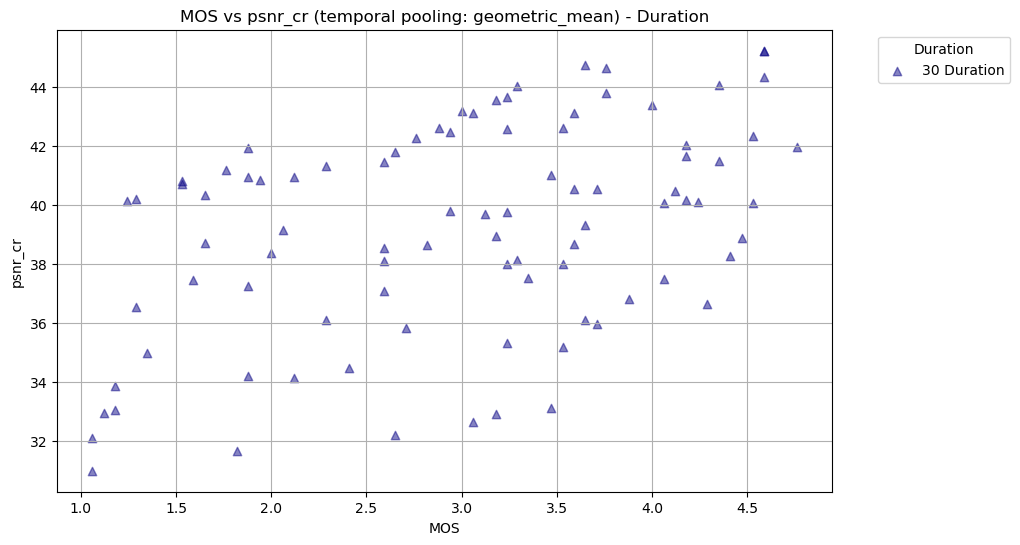 MOS vs psnr_cr (temporal pooling: geometric_mean) - Duration
Duration
30 Duration
psnr_cr
44
42
40
38
36
34
32
1.0 1.5 2.0 2.5 3.0 3.5 4.0 4.5
MOS